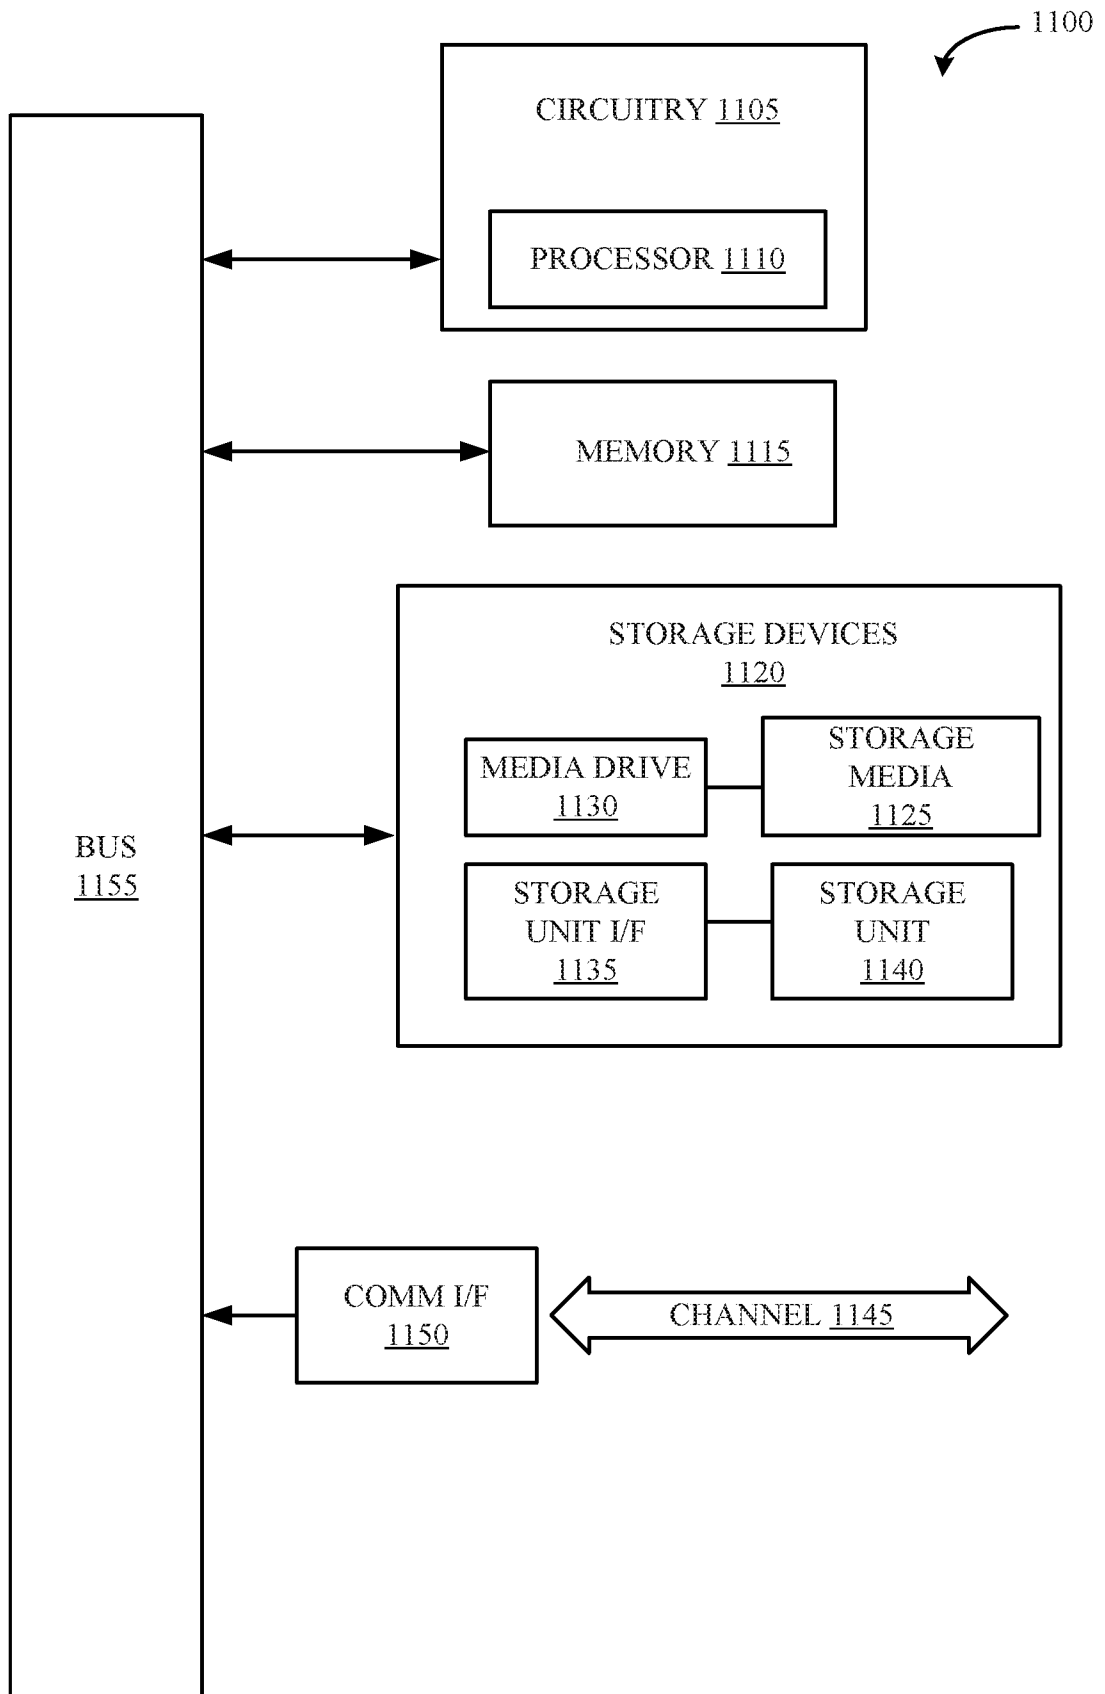 1100
CIRCUITRY 1105
PROCESSOR 1110
MEMORY 1115
STORAGE DEVICES
1120
MEDIA DRIVE
1130
STORAGE
MEDIA
1125
STORAGE
UNIT I/F
1135
STORAGE
UNIT
1140
BUS
1155
COMM I/F
1150
CHANNEL 1145